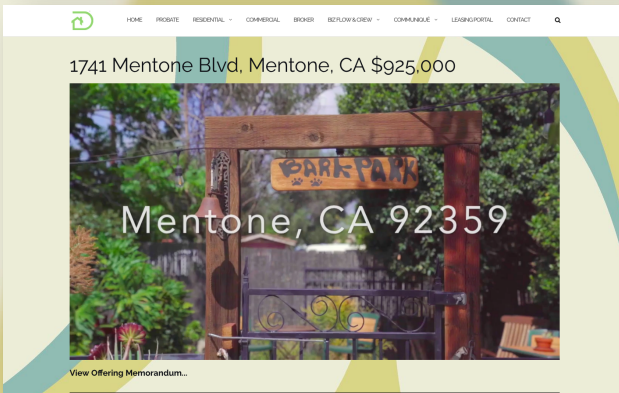 HOME PROBATE RESIDENTIAL COMMERCIAL BROKER BIZ FLOW & CREW COMMUNIQUÉ LEASING PORTAL CONTACT
1741 Mentone Blvd, Mentone, CA $925,000
BARK PARK
Mentone, CA 92359
View Offering Memorandum...